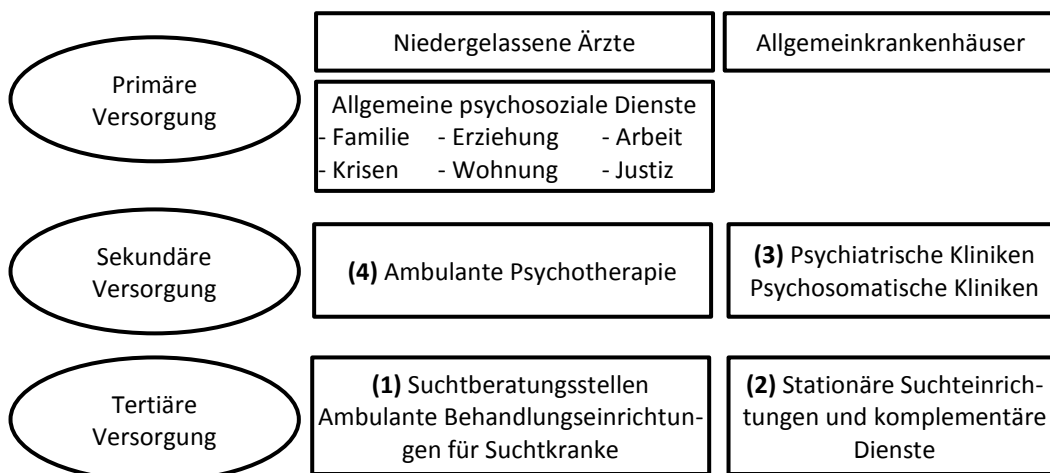 Primäre
Versorgung
Niedergelassene Ärzte
Allgemeinkrankenhäuser
Allgemeine psychosoziale Dienste
- Familie - Erziehung - Arbeit
- Krisen - Wohnung - Justiz
Sekundäre
Versorgung
(4) Ambulante Psychotherapie
(3) Psychiatrische Kliniken
Psychosomatische Kliniken
Tertiäre
Versorgung
(1) Suchtberatungsstellen
Ambulante Behandlungseinrichtun-
gen für Suchtkranke
(2) Stationäre Suchteinrich-
tungen und komplementäre
Dienste